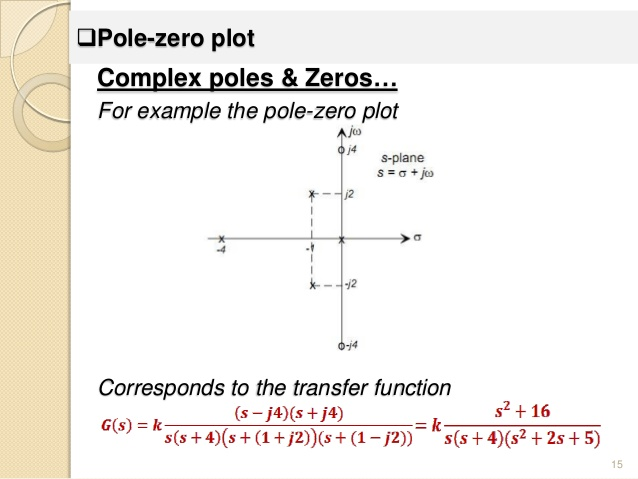 ❑Pole-zero plot
Complex poles & Zeros…
For example the pole-zero plot
jω
j4
s-plane
s = σ + jω
j2
σ
-4
-1
-j2
-j4
Corresponds to the transfer function
G(s) = k (s − j4)(s + j4) / s(s + 4)(s + (1 + j2))(s + (1 − j2)) = k s² + 16 / s(s + 4)(s² + 2s + 5)
15